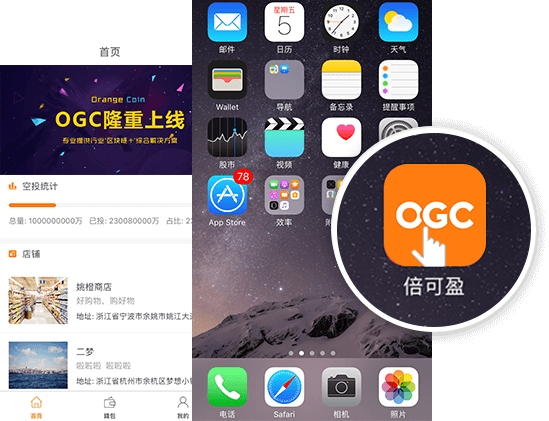 首页
Orange Coin
OGC隆重上线
专业提供行业"区块链+"综合解决方案
空投统计
总量: 1000000000万 已投: 230080000万 占比: 23
店铺
姚橙商店
好购物、购好物
地址: 浙江省宁波市余姚市姚江大道
二梦
啦啦啦 啦啦啦
地址: 浙江省杭州市余杭区梦想小镇
首页 钱包 我的
星期五
5
邮件 日历 时钟 天气
Wallet 导航 备忘录 提醒事项
股市 视频 健康
78
App Store 效率
OGC
倍可盈
电话 Safari 相机 照片